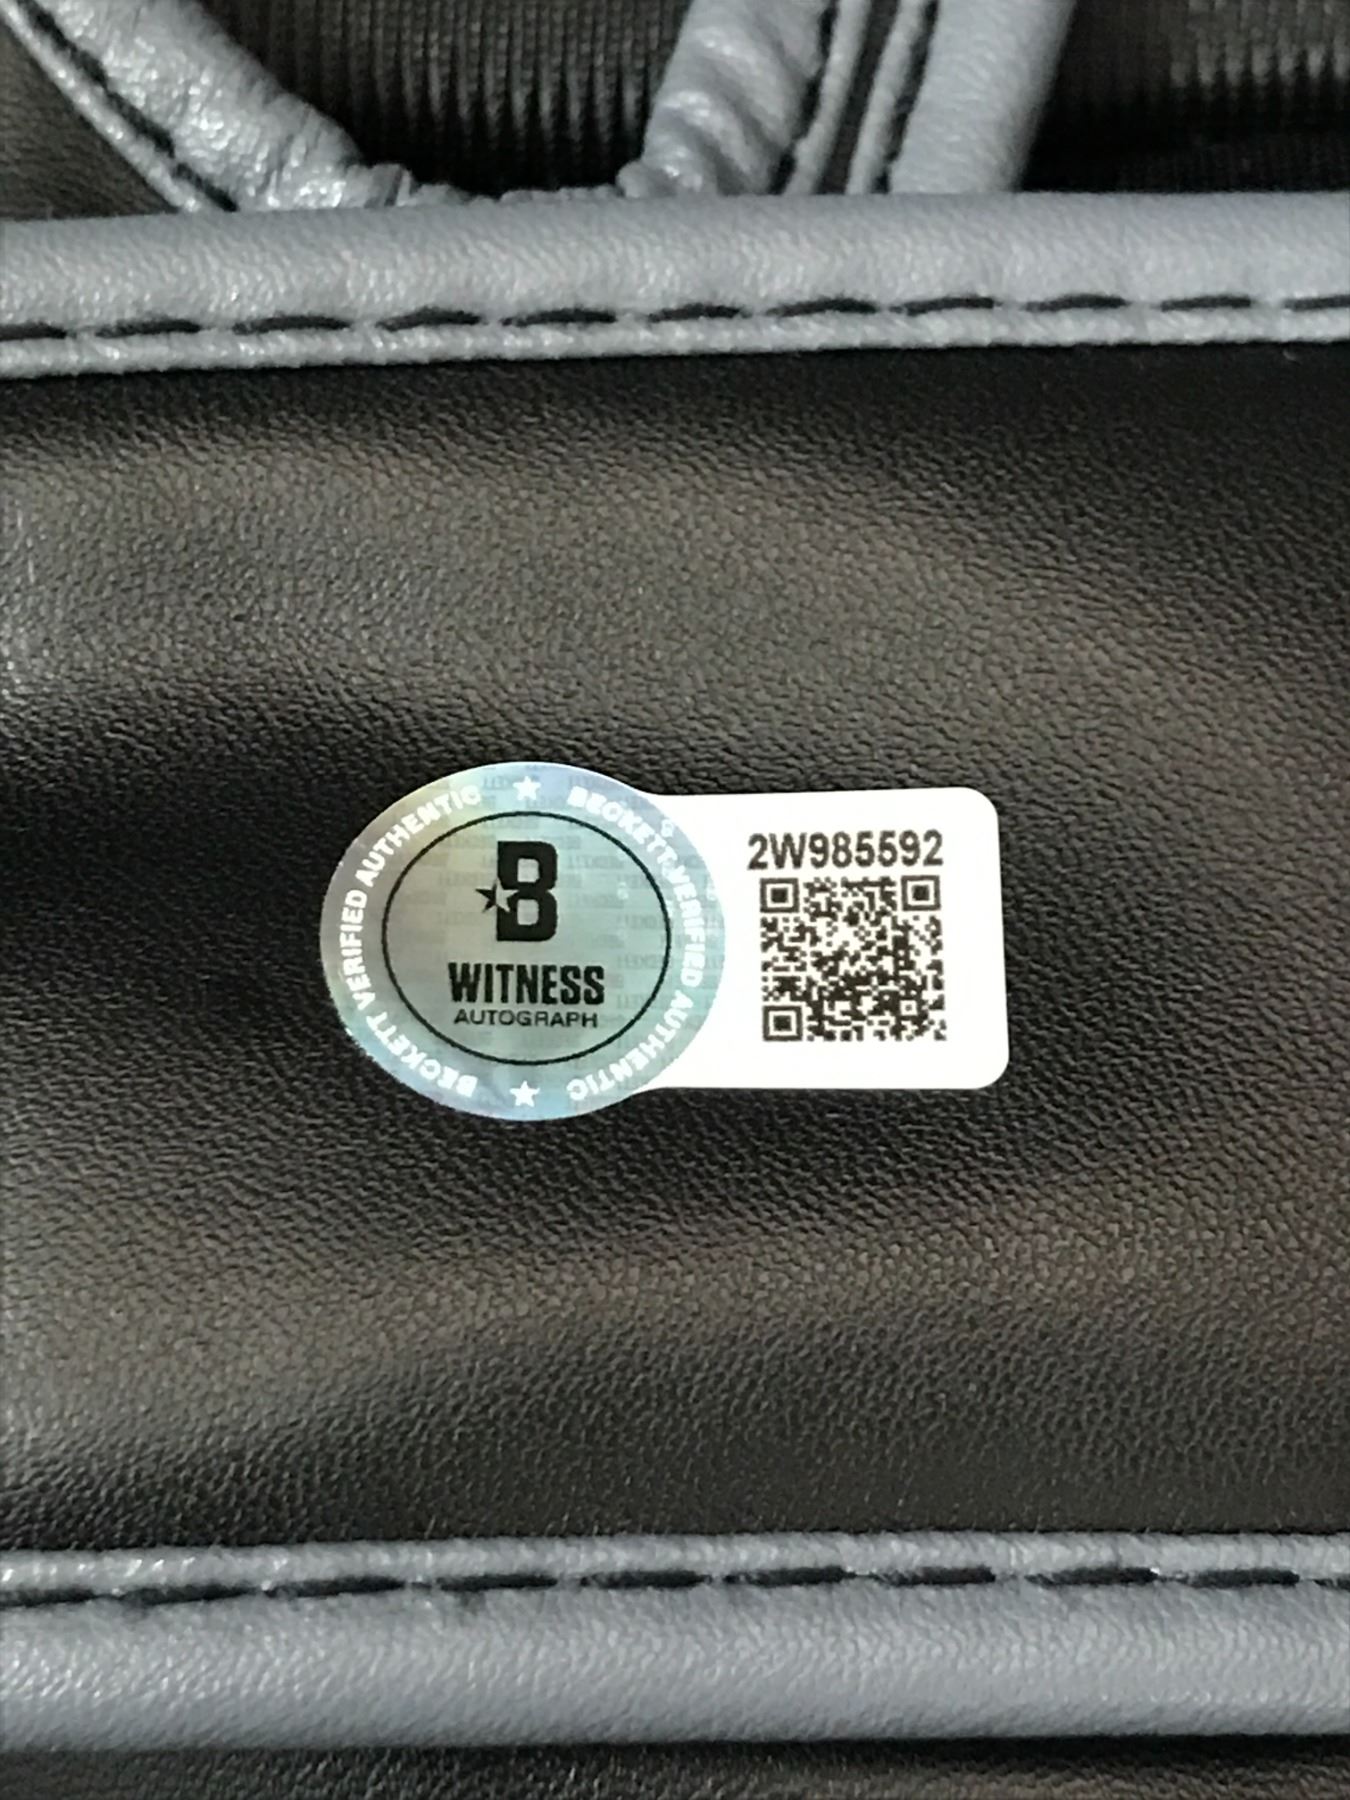 BECKETT VERIFIED AUTHENTIC ★ BECKETT VERIFIED AUTHENTIC ★
B
WITNESS
AUTOGRAPH
2W985592